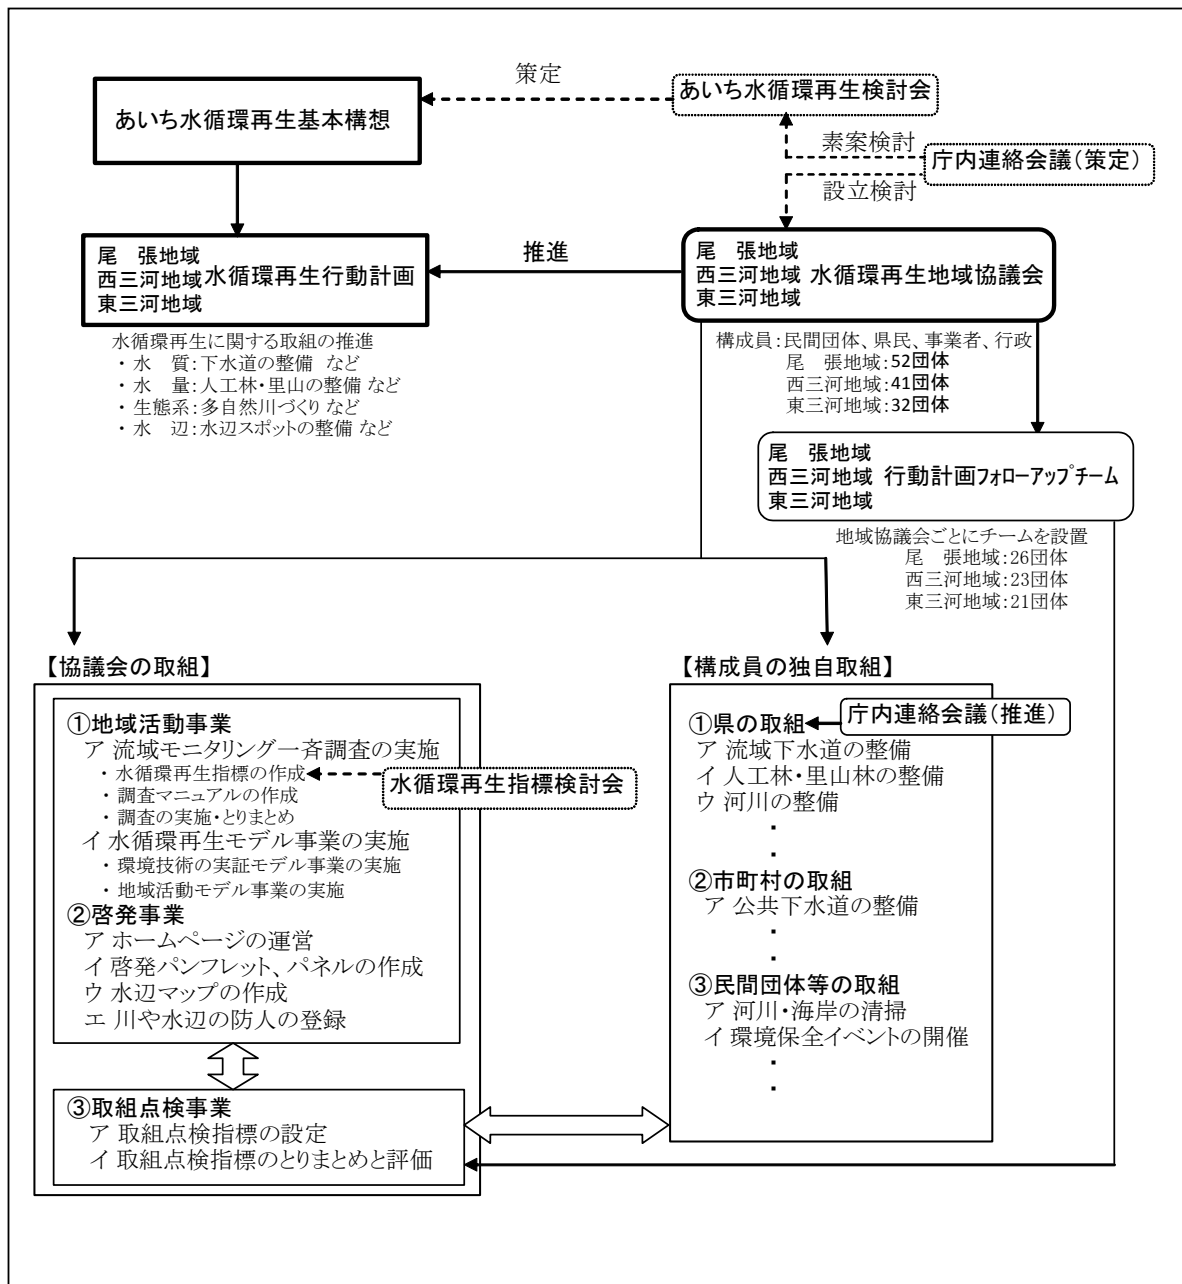 策定
あいち水循環再生検討会
あいち水循環再生基本構想
素案検討
庁内連絡会議(策定)
設立検討
尾　張地域
西三河地域 水循環再生行動計画
東三河地域
推進
尾　張地域
西三河地域 水循環再生地域協議会
東三河地域
水循環再生に関する取組の推進
・水　質:下水道の整備 など
・水　量:人工林・里山の整備 など
・生態系:多自然川づくり など
・水　辺:水辺スポットの整備 など
構成員:民間団体、県民、事業者、行政
尾　張地域:52団体
西三河地域:41団体
東三河地域:32団体
尾　張地域
西三河地域 行動計画フォローアップチーム
東三河地域
地域協議会ごとにチームを設置
尾　張地域:26団体
西三河地域:23団体
東三河地域:21団体
【協議会の取組】
①地域活動事業
ア 流域モニタリング一斉調査の実施
・水循環再生指標の作成
・調査マニュアルの作成
・調査の実施・とりまとめ
水循環再生指標検討会
イ 水循環再生モデル事業の実施
・環境技術の実証モデル事業の実施
・地域活動モデル事業の実施
②啓発事業
ア ホームページの運営
イ 啓発パンフレット、パネルの作成
ウ 水辺マップの作成
エ 川や水辺の防人の登録
③取組点検事業
ア 取組点検指標の設定
イ 取組点検指標のとりまとめと評価
【構成員の独自取組】
①県の取組
庁内連絡会議(推進)
ア 流域下水道の整備
イ 人工林・里山林の整備
ウ 河川の整備
・
・
②市町村の取組
ア 公共下水道の整備
・
・
③民間団体等の取組
ア 河川・海岸の清掃
イ 環境保全イベントの開催
・
・